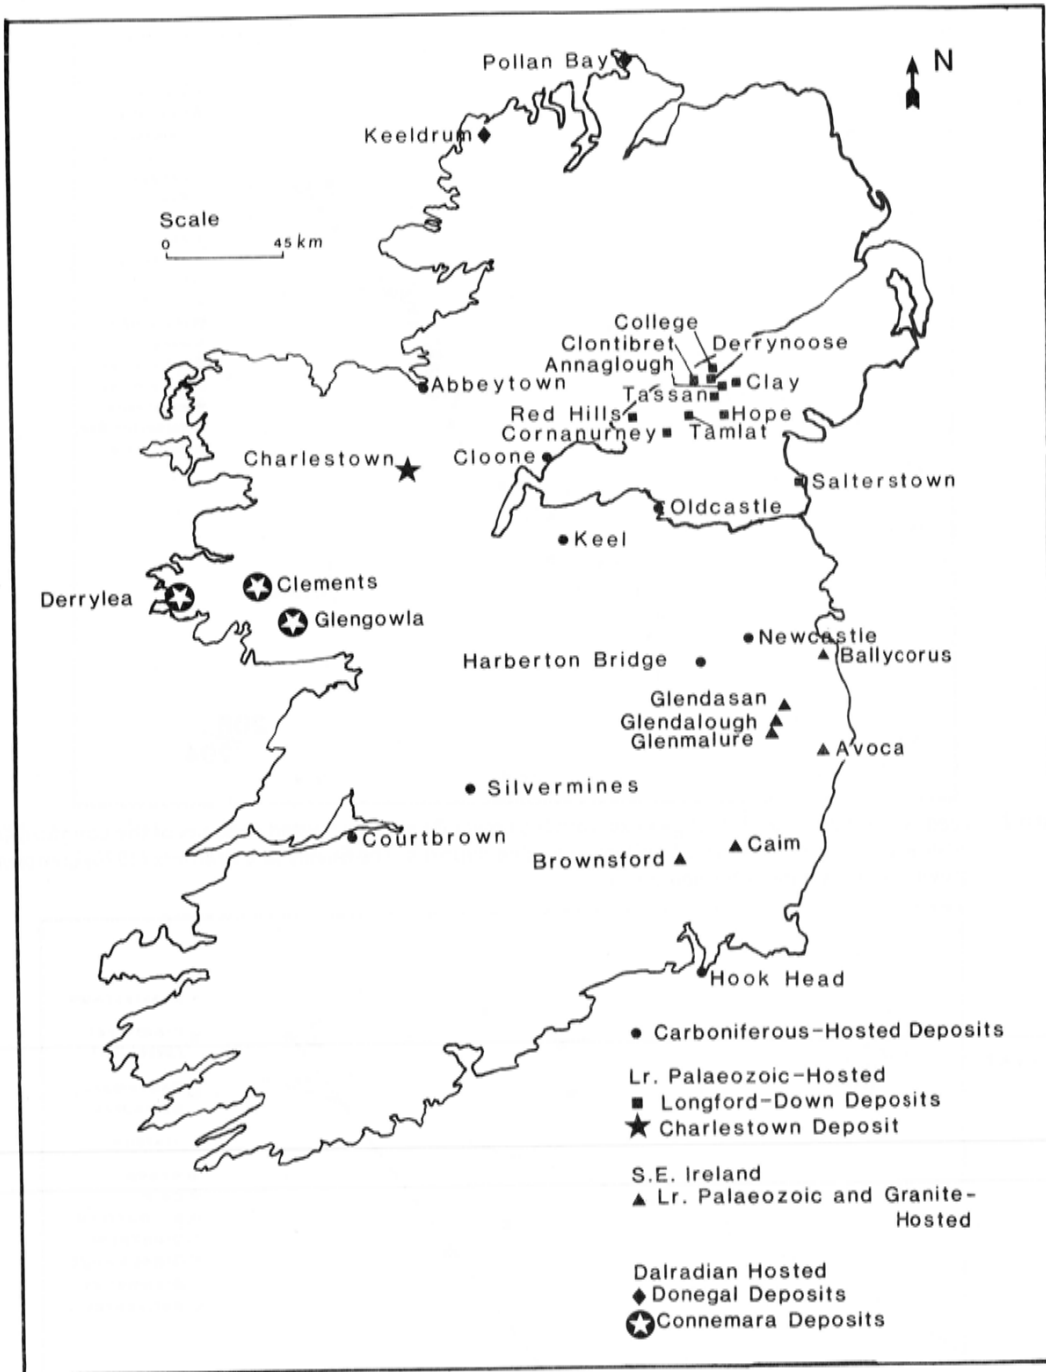 Pollan Bay
N
Keeldrum
Scale
0 45 km
College
Clontibret
Derrynoose
Annaglough
Clay
Abbeytown
Tassan
Red Hills
Hope
Cornanurney
Tamlat
Charlestown
Cloone
Salterstown
Oldcastle
Keel
Clements
Derrylea
Glengowla
Newcastle
Harberton Bridge
Ballycorus
Glendasan
Glendalough
Glenmalure
Avoca
Silvermines
Courtbrown
Caim
Brownsford
Hook Head
Carboniferous-Hosted Deposits
Lr. Palaeozoic-Hosted
Longford-Down Deposits
Charlestown Deposit
S.E. Ireland
Lr. Palaeozoic and Granite-
Hosted
Dalradian Hosted
Donegal Deposits
Connemara Deposits